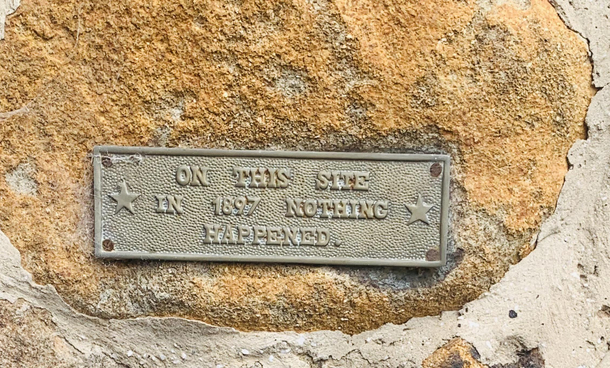 ON THIS SITE
IN 1897 NOTHING
HAPPENED.